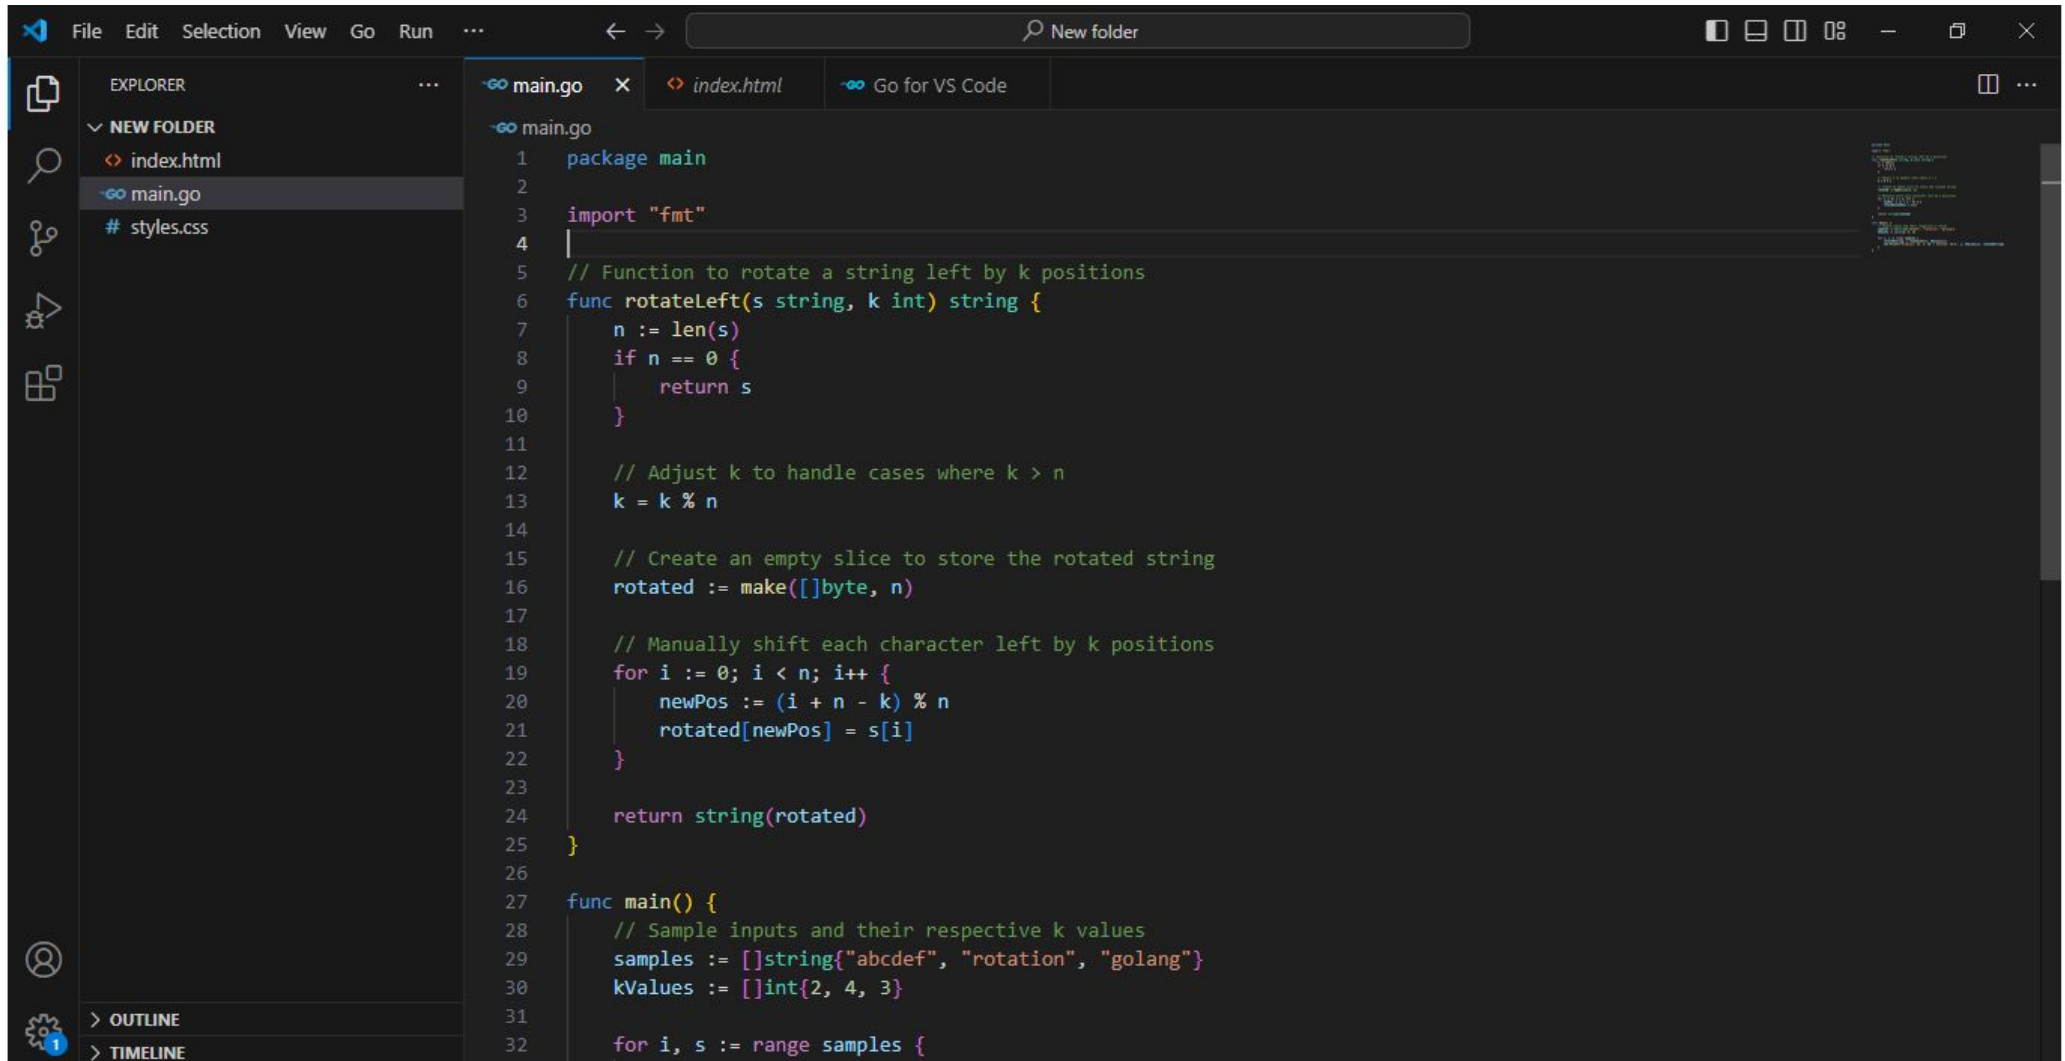 File Edit Selection View Go Run ... New folder
EXPLORER ...
NEW FOLDER
index.html
GO main.go
# styles.css
OUTLINE
TIMELINE
1
GO main.go index.html GO Go for VS Code
GO main.go
1 package main
2
3 import "fmt"
4
5 // Function to rotate a string left by k positions
6 func rotateLeft(s string, k int) string {
7 n := len(s)
8 if n == 0 {
9 return s
10 }
11
12 // Adjust k to handle cases where k > n
13 k = k % n
14
15 // Create an empty slice to store the rotated string
16 rotated := make([]byte, n)
17
18 // Manually shift each character left by k positions
19 for i := 0; i < n; i++ {
20 newPos := (i + n - k) % n
21 rotated[newPos] = s[i]
22 }
23
24 return string(rotated)
25 }
26
27 func main() {
28 // Sample inputs and their respective k values
29 samples := []string{"abcdef", "rotation", "golang"}
30 kValues := []int{2, 4, 3}
31
32 for i, s := range samples {